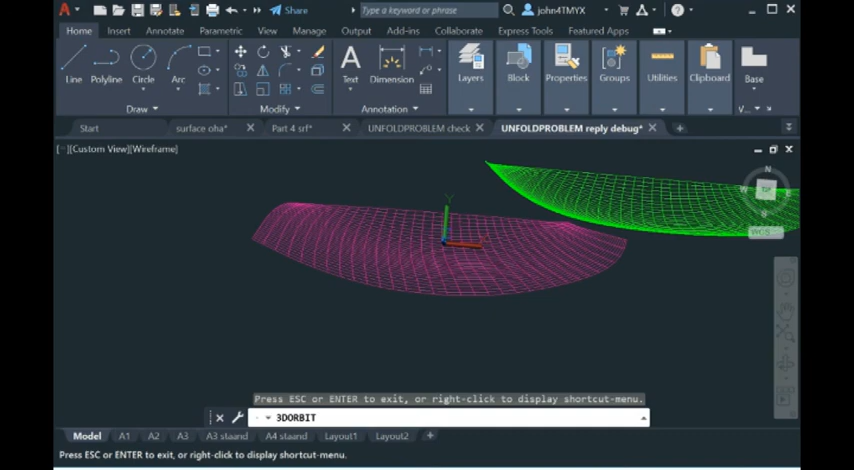 A Share Type a keyword or phrase john4TMYX
Home Insert Annotate Parametric View Manage Output Add-ins Collaborate Express Tools Featured Apps
Line Polyline Circle Arc Text Dimension Layers Block Properties Groups Utilities Clipboard Base
Draw Modify Annotation V...
Start surface oha* Part 4 srf* UNFOLDPROBLEM check UNFOLDPROBLEM reply debug*
[~][Custom View][Wireframe]
N
W TOP E
S
WCS
Y
Press ESC or ENTER to exit, or right-click to display shortcut-menu.
3DORBIT
Model A1 A2 A3 A3 staand A4 staand Layout1 Layout2 +
Press ESC or ENTER to exit, or right-click to display shortcut-menu.